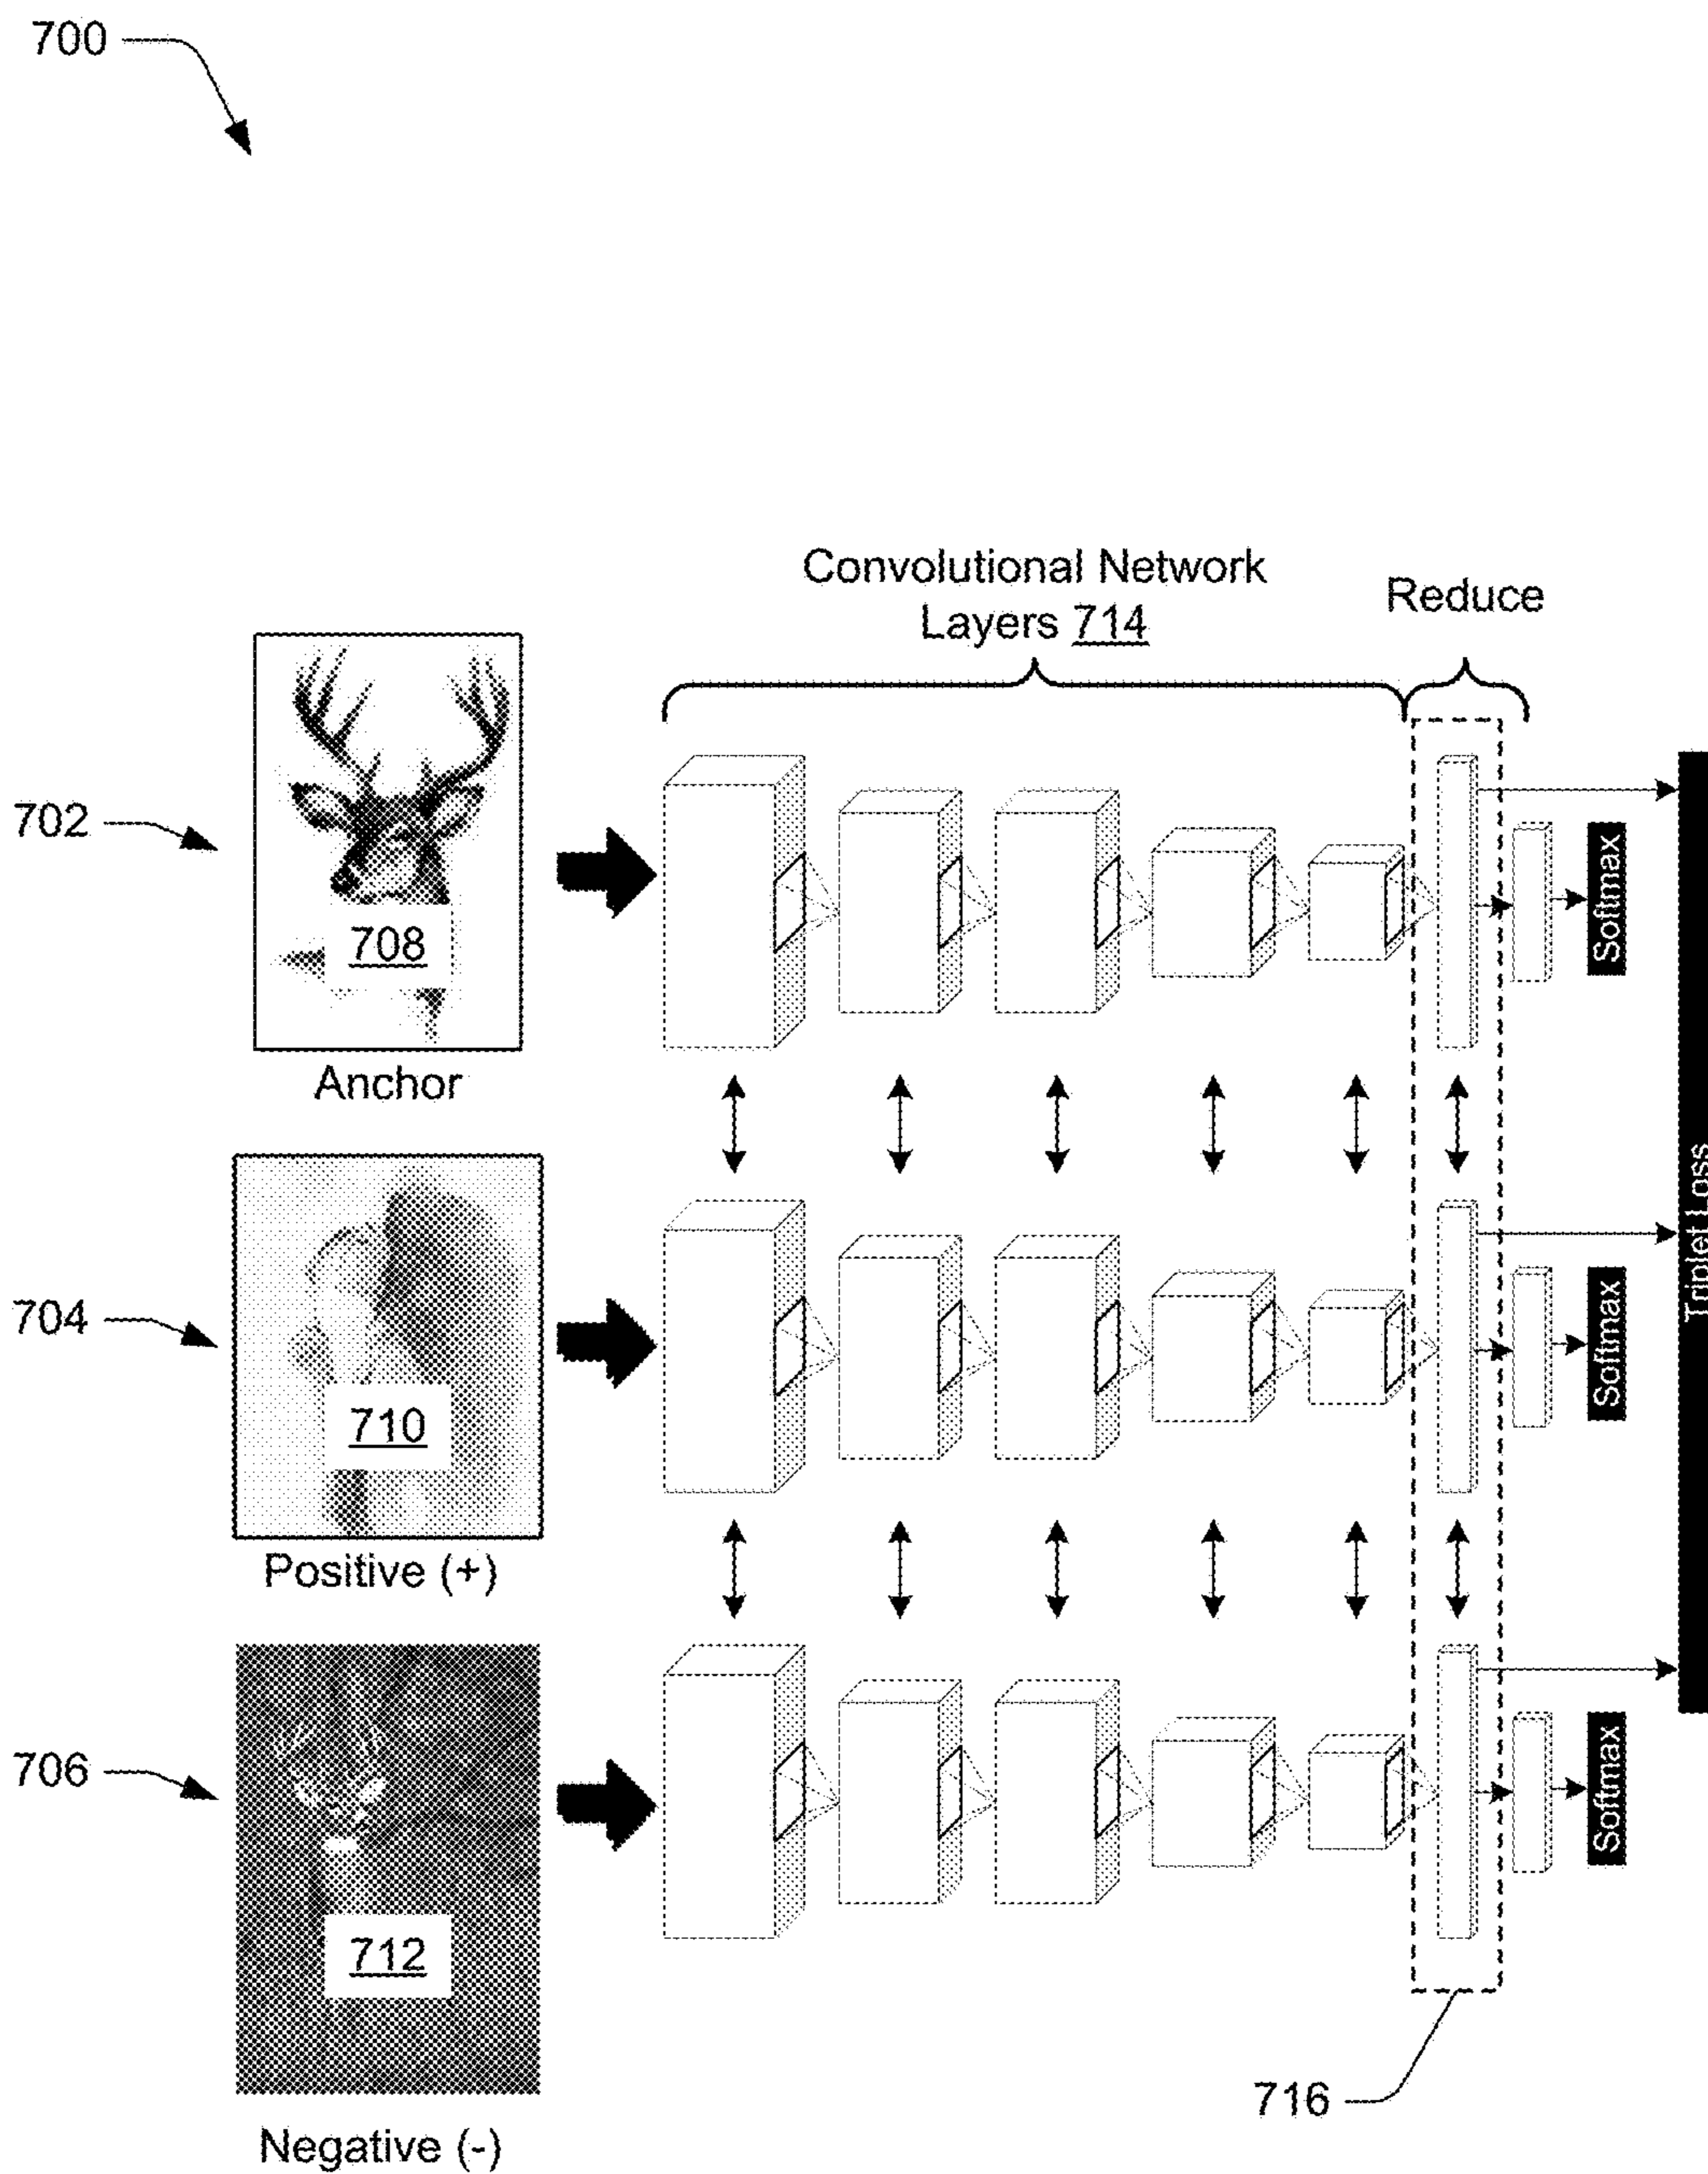 700
Convolutional Network
Layers 714
Reduce
702
708
Softmax
Anchor
704
710
Softmax
Triplet Loss
Positive (+)
706
712
Softmax
716
Negative (-)